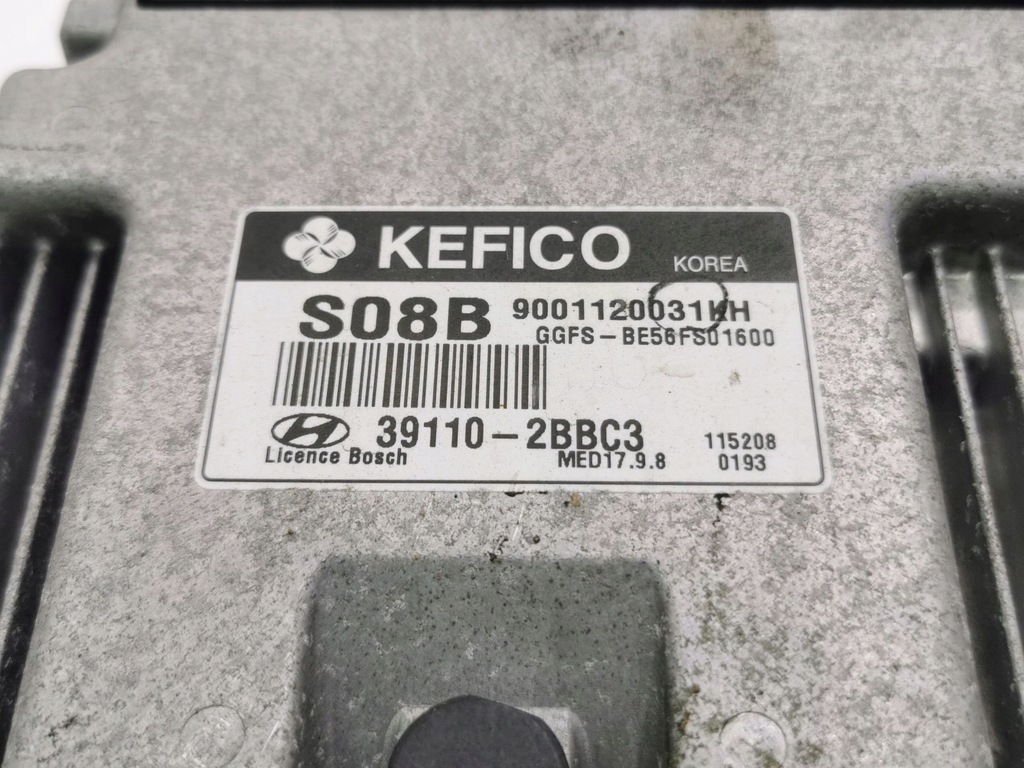 KEFICO KOREA
S08B 9001120031KH
GGFS-BE56FS01600
39110-2BBC3 115208
Licence Bosch MED17.9.8 0193